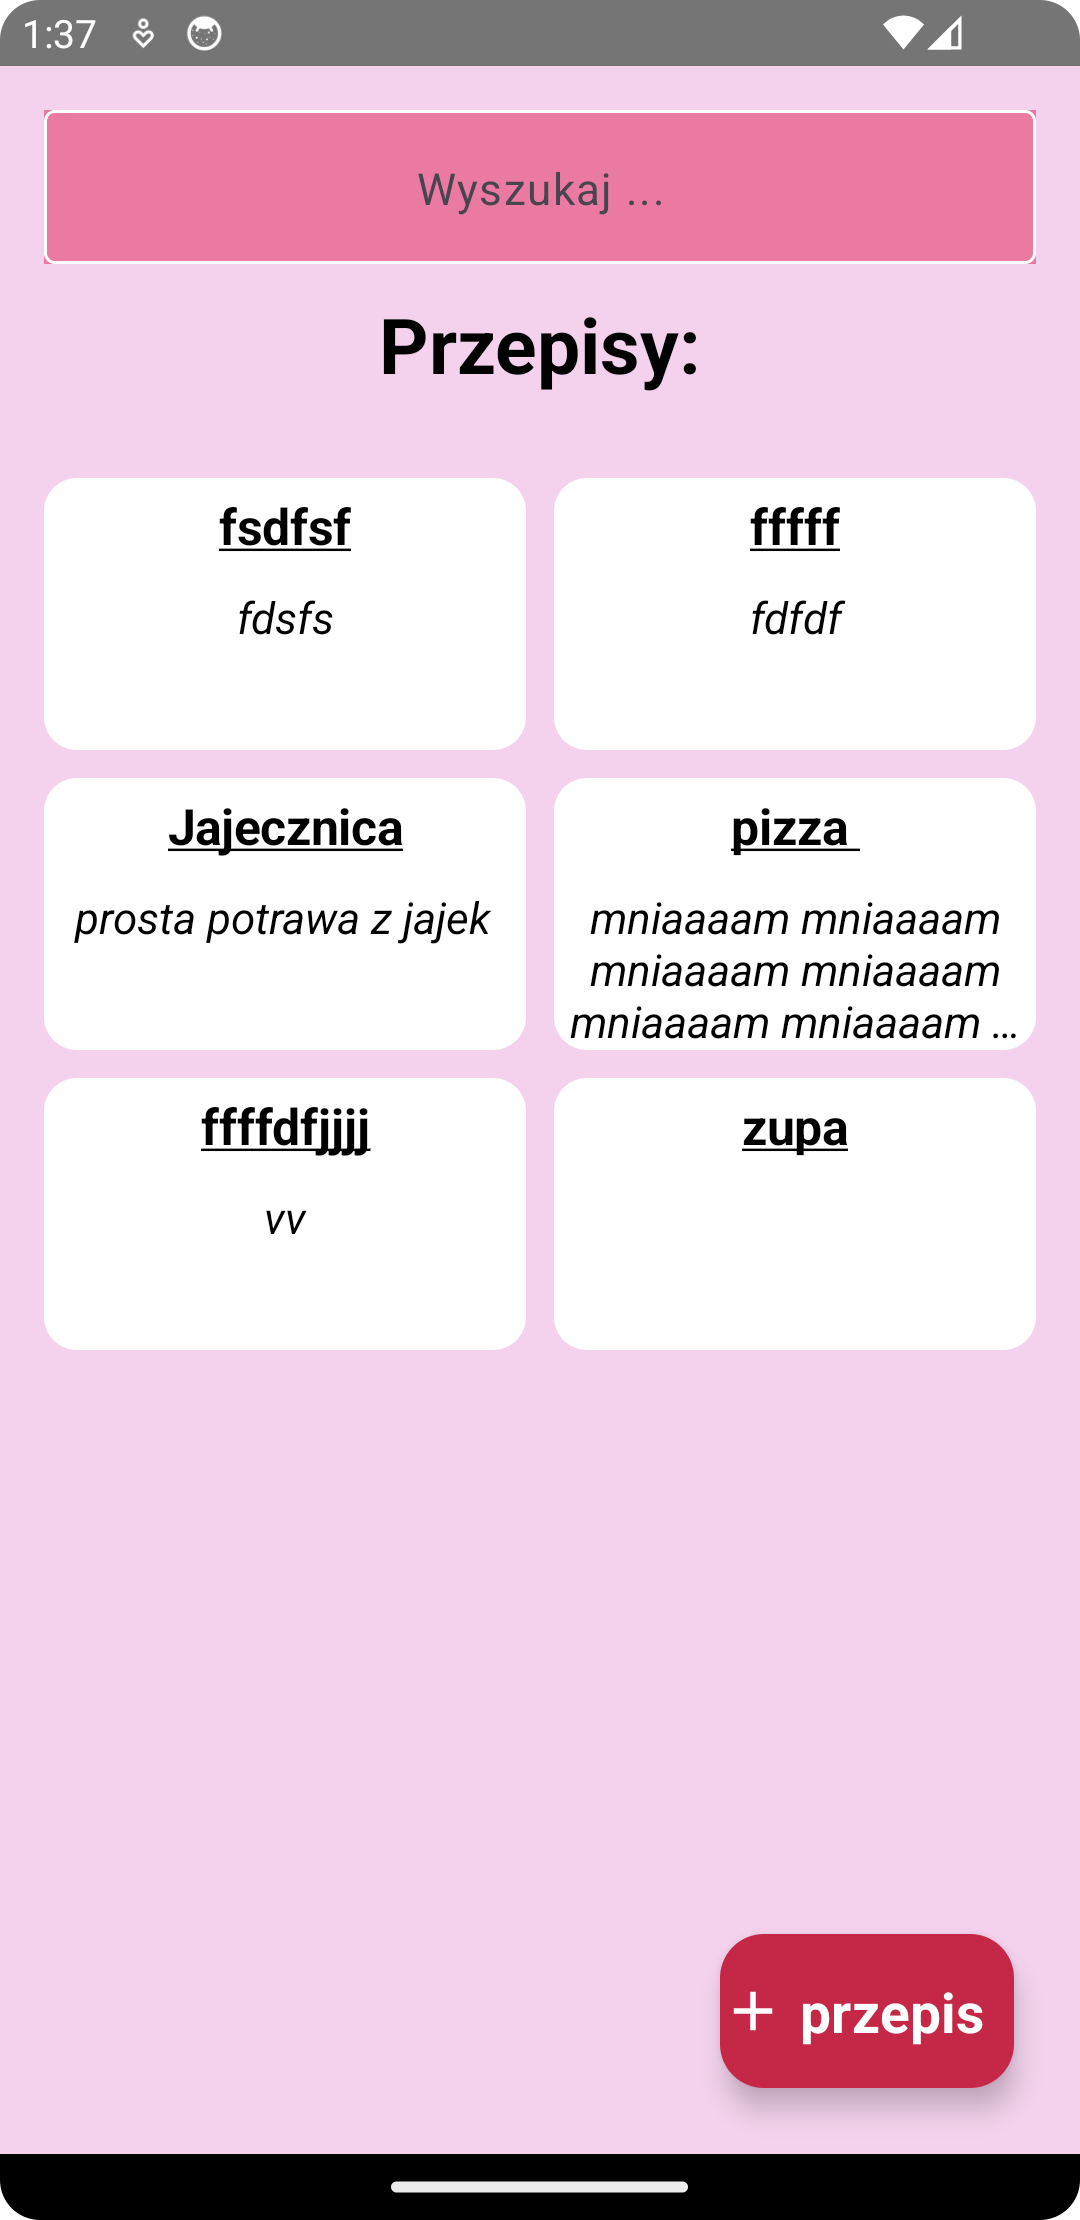 1:37
Wyszukaj ...
Przepisy:
fsdfsf
fdsfs
fffff
fdfdf
Jajecznica
prosta potrawa z jajek
pizza
mniaaaam mniaaaam
mniaaaam mniaaaam
mniaaaam mniaaaam ...
ffffdfjjjj
vv
zupa
+ przepis